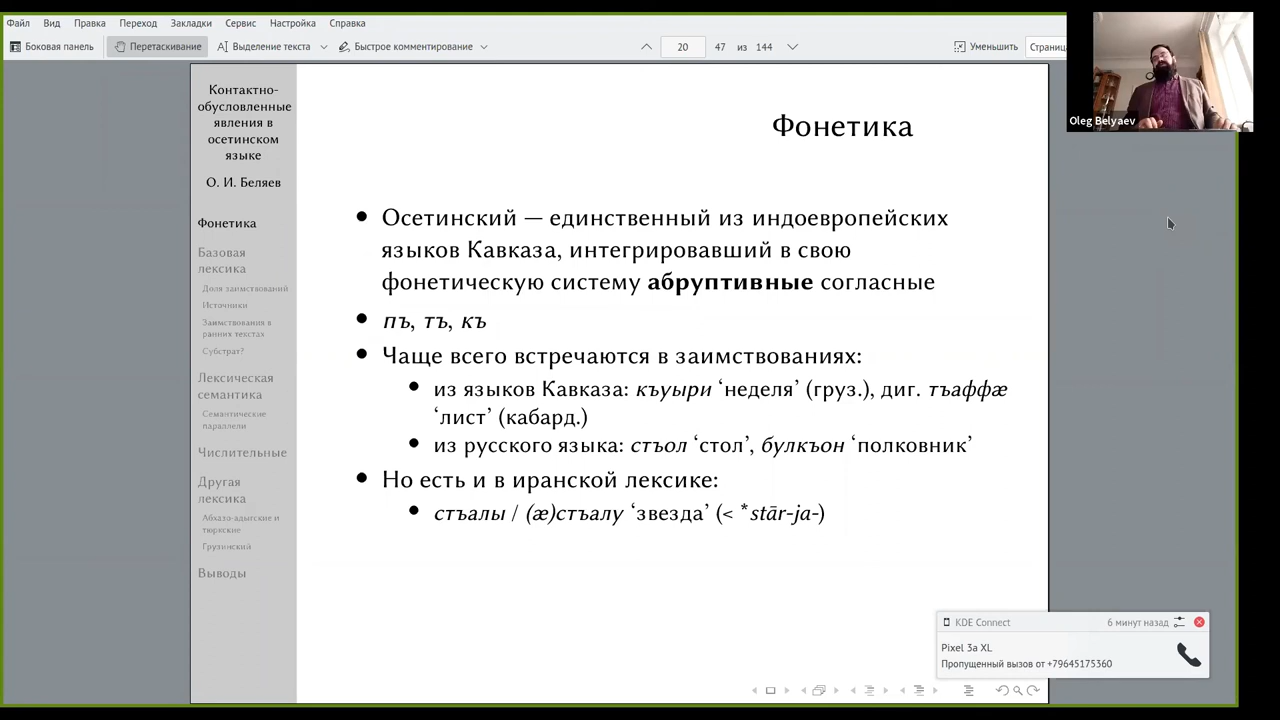 Файл Вид Правка Переход Закладки Сервис Настройка Справка
Боковая панель Перетаскивание Выделение текста Быстрое комментирование 20 47 из 144 Уменьшить Страница
Oleg Belyaev
Контактно-
обусловленные
явления в
осетинском
языке
О. И. Беляев
Фонетика
Базовая
лексика
Доля заимствований
Источники
Заимствования в
ранних текстах
Субстрат?
Лексическая
семантика
Семантические
параллели
Числительные
Другая
лексика
Абхазо-адыгские и
тюркские
Грузинский
Выводы
Фонетика
• Осетинский — единственный из индоевропейских
языков Кавказа, интегрировавший в свою
фонетическую систему абруптивные согласные
• пъ, тъ, къ
• Чаще всего встречаются в заимствованиях:
• из языков Кавказа: къуыри ‘неделя’ (груз.), диг. тъаффæ
‘лист’ (кабард.)
• из русского языка: стъол ‘стол’, булкъон ‘полковник’
• Но есть и в иранской лексике:
• стъалы / (æ)стъалу ‘звезда’ (< *stār-ja-)
KDE Connect 6 минут назад
Pixel 3a XL
Пропущенный вызов от +79645175360